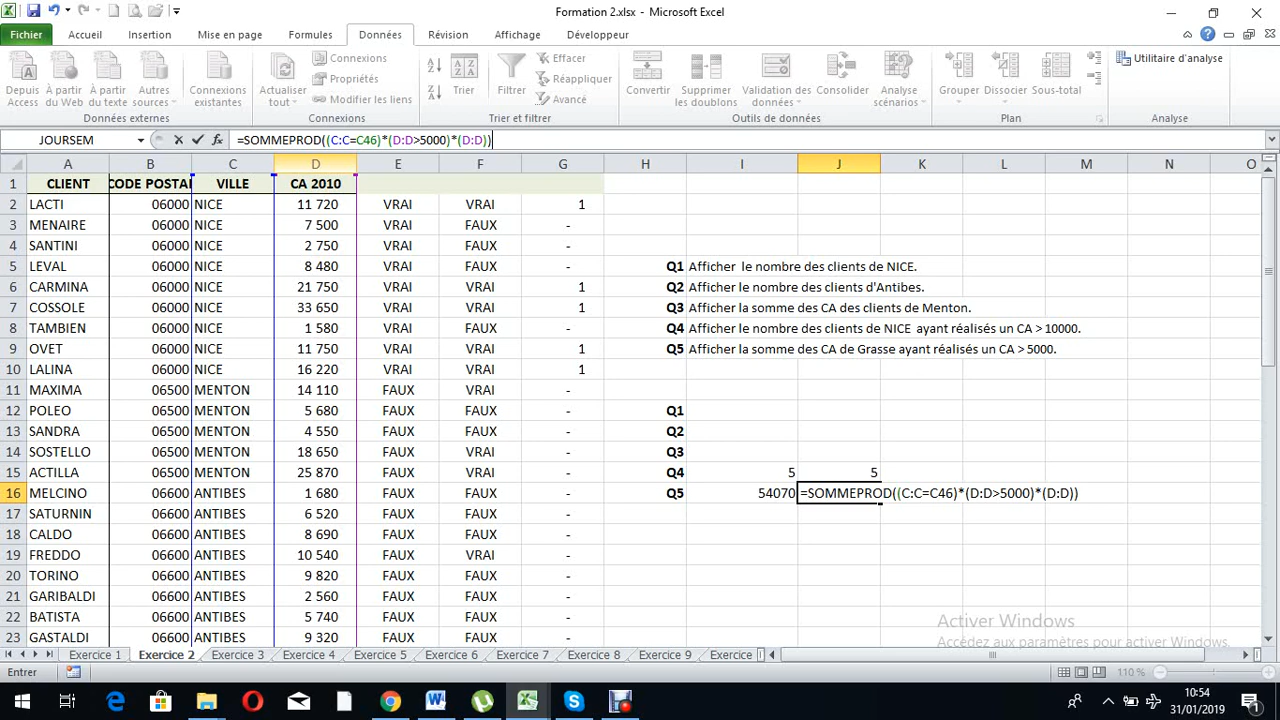 Formation 2.xlsx - Microsoft Excel
Fichier Accueil Insertion Mise en page Formules Données Révision Affichage Développeur
Depuis Access
À partir du Web
À partir du texte
Autres sources
Connexions existantes
Données externes
Actualiser tout
Connexions
Propriétés
Modifier les liens
Connexions
Trier
Filtrer
Effacer
Réappliquer
Avancé
Trier et filtrer
Convertir
Supprimer les doublons
Validation des données
Consolider
Analyse scénarios
Outils de données
Grouper
Dissocier
Sous-total
Plan
Utilitaire d'analyse
Analyse
JOURSEM fx =SOMMEPROD((C:C=C46)*(D:D>5000)*(D:D))
A B C D E F G H I J K L M N O
1 CLIENT CODE POSTAL VILLE CA 2010
2 LACTI 06000 NICE 11 720 VRAI VRAI 1
3 MENAIRE 06000 NICE 7 500 VRAI FAUX -
4 SANTINI 06000 NICE 2 750 VRAI FAUX -
5 LEVAL 06000 NICE 8 480 VRAI FAUX - Q1 Afficher le nombre des clients de NICE.
6 CARMINA 06000 NICE 21 750 VRAI VRAI 1 Q2 Afficher le nombre des clients d'Antibes.
7 COSSOLE 06000 NICE 33 650 VRAI VRAI 1 Q3 Afficher la somme des CA des clients de Menton.
8 TAMBIEN 06000 NICE 1 580 VRAI FAUX - Q4 Afficher le nombre des clients de NICE ayant réalisés un CA > 10000.
9 OVET 06000 NICE 11 750 VRAI VRAI 1 Q5 Afficher la somme des CA de Grasse ayant réalisés un CA > 5000.
10 LALINA 06000 NICE 16 220 VRAI VRAI 1
11 MAXIMA 06500 MENTON 14 110 FAUX VRAI -
12 POLEO 06500 MENTON 5 680 FAUX FAUX - Q1
13 SANDRA 06500 MENTON 4 550 FAUX FAUX - Q2
14 SOSTELLO 06500 MENTON 18 650 FAUX VRAI - Q3
15 ACTILLA 06500 MENTON 25 870 FAUX VRAI - Q4 5 5
16 MELCINO 06600 ANTIBES 1 680 FAUX FAUX - Q5 54070 =SOMMEPROD((C:C=C46)*(D:D>5000)*(D:D))
17 SATURNIN 06600 ANTIBES 6 520 FAUX FAUX -
18 CALDO 06600 ANTIBES 8 690 FAUX FAUX -
19 FREDDO 06600 ANTIBES 10 540 FAUX VRAI -
20 TORINO 06600 ANTIBES 9 820 FAUX FAUX -
21 GARIBALDI 06600 ANTIBES 2 560 FAUX FAUX -
22 BATISTA 06600 ANTIBES 5 740 FAUX FAUX -
23 GASTALDI 06600 ANTIBES 9 320 FAUX FAUX -
Activer Windows
Accédez aux paramètres pour activer Windows.
Exercice 1 Exercice 2 Exercice 3 Exercice 4 Exercice 5 Exercice 6 Exercice 7 Exercice 8 Exercice 9 Exercice
Entrer 110 %
10:54
31/01/2019